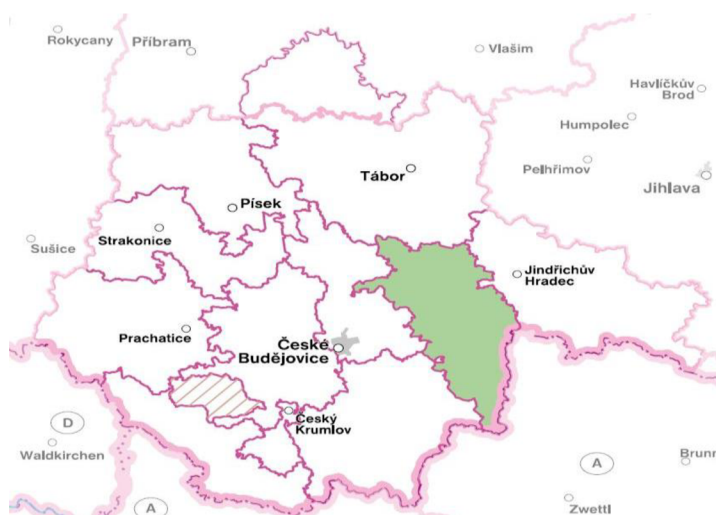 Rokycany
Příbram
Vlašim
Havlíčkův
Brod
Humpolec
Pelhřimov
Jihlava
Tábor
Písek
Strakonice
Sušice
Jindřichův
Hradec
Prachatice
České
Budějovice
Český
Krumlov
D
Waldkirchen
A
A
Brunn
Zwettl